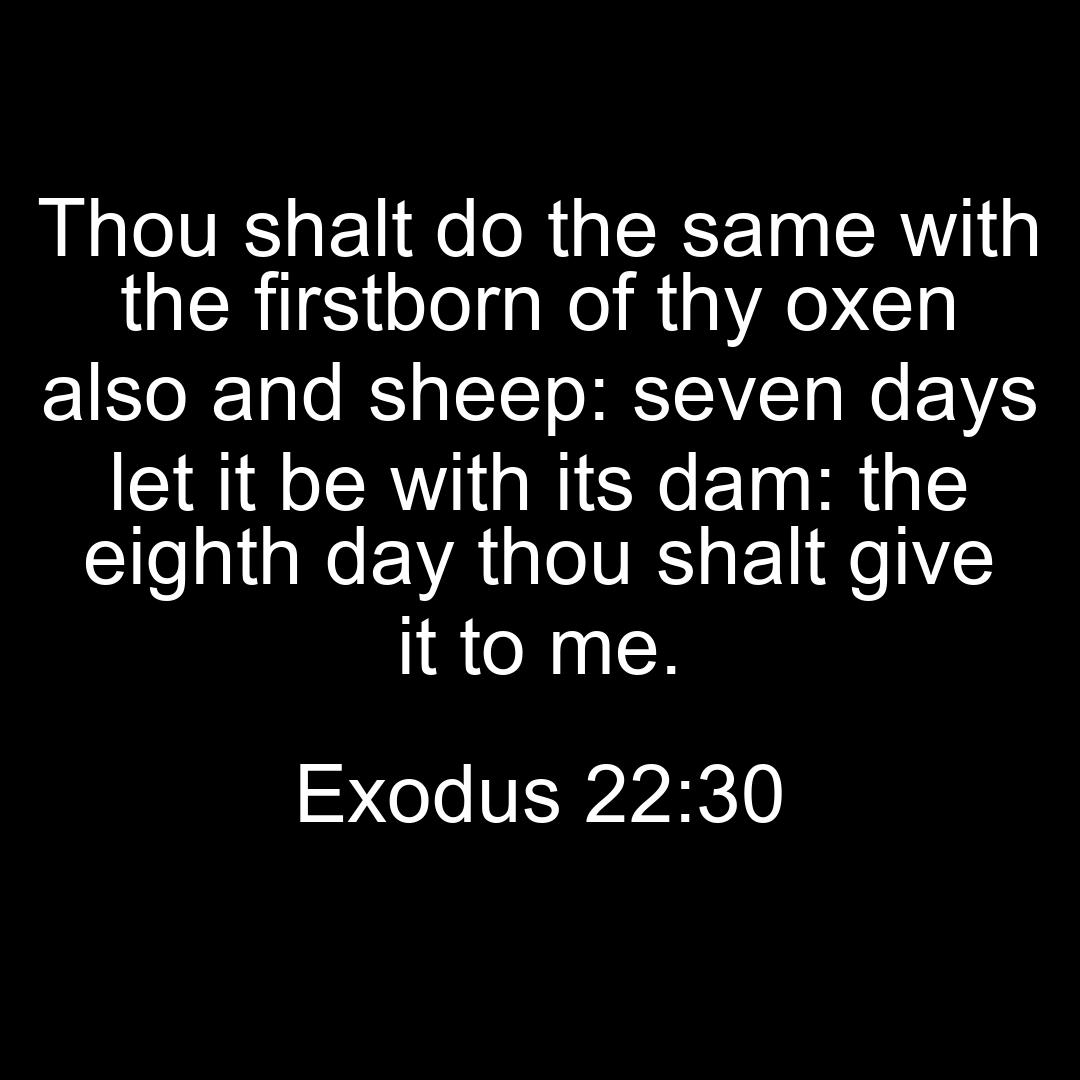 Thou shalt do the same with
the firstborn of thy oxen
also and sheep: seven days
let it be with its dam: the
eighth day thou shalt give
it to me.
Exodus 22:30